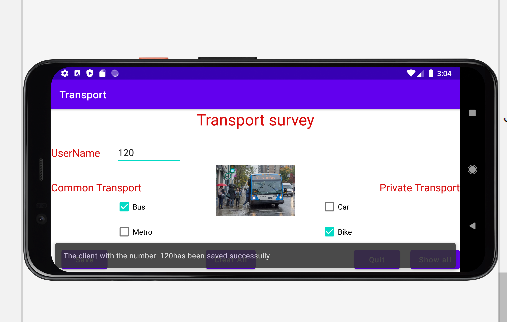 3:04
Transport
Transport survey
UserName 120
Common Transport Private Transport
Bus Car
Metro Bike
The client with the number 120has been saved successfully
Quit Show all